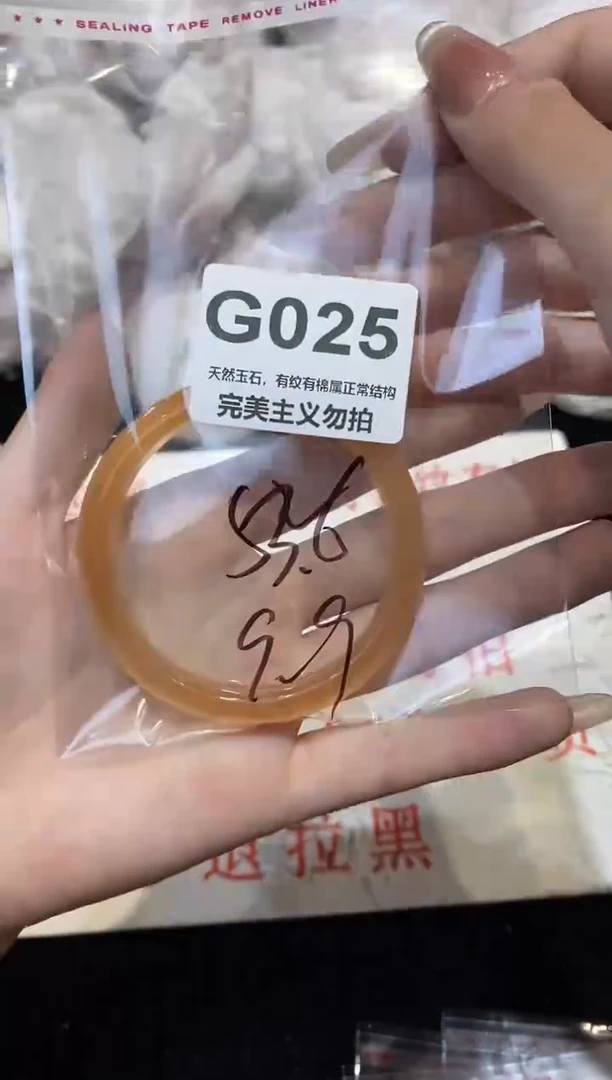 ★ ★ ★ SEALING TAPE REMOVE LINER
G025
天然玉石，有纹有棉属正常结构
完美主义勿拍
53.6
9.9
退拉黑